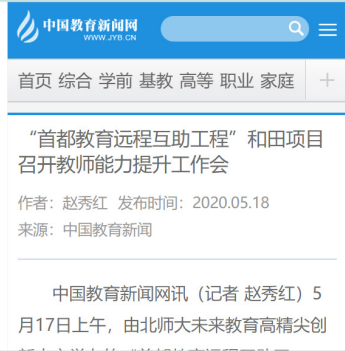 中国教育新闻网
WWW.JYB.CN
首页 综合 学前 基教 高等 职业 家庭 +
“首都教育远程互助工程”和田项目
召开教师能力提升工作会
作者：赵秀红 发布时间：2020.05.18
来源：中国教育新闻
中国教育新闻网讯（记者 赵秀红）5
月17日上午，由北师大未来教育高精尖创